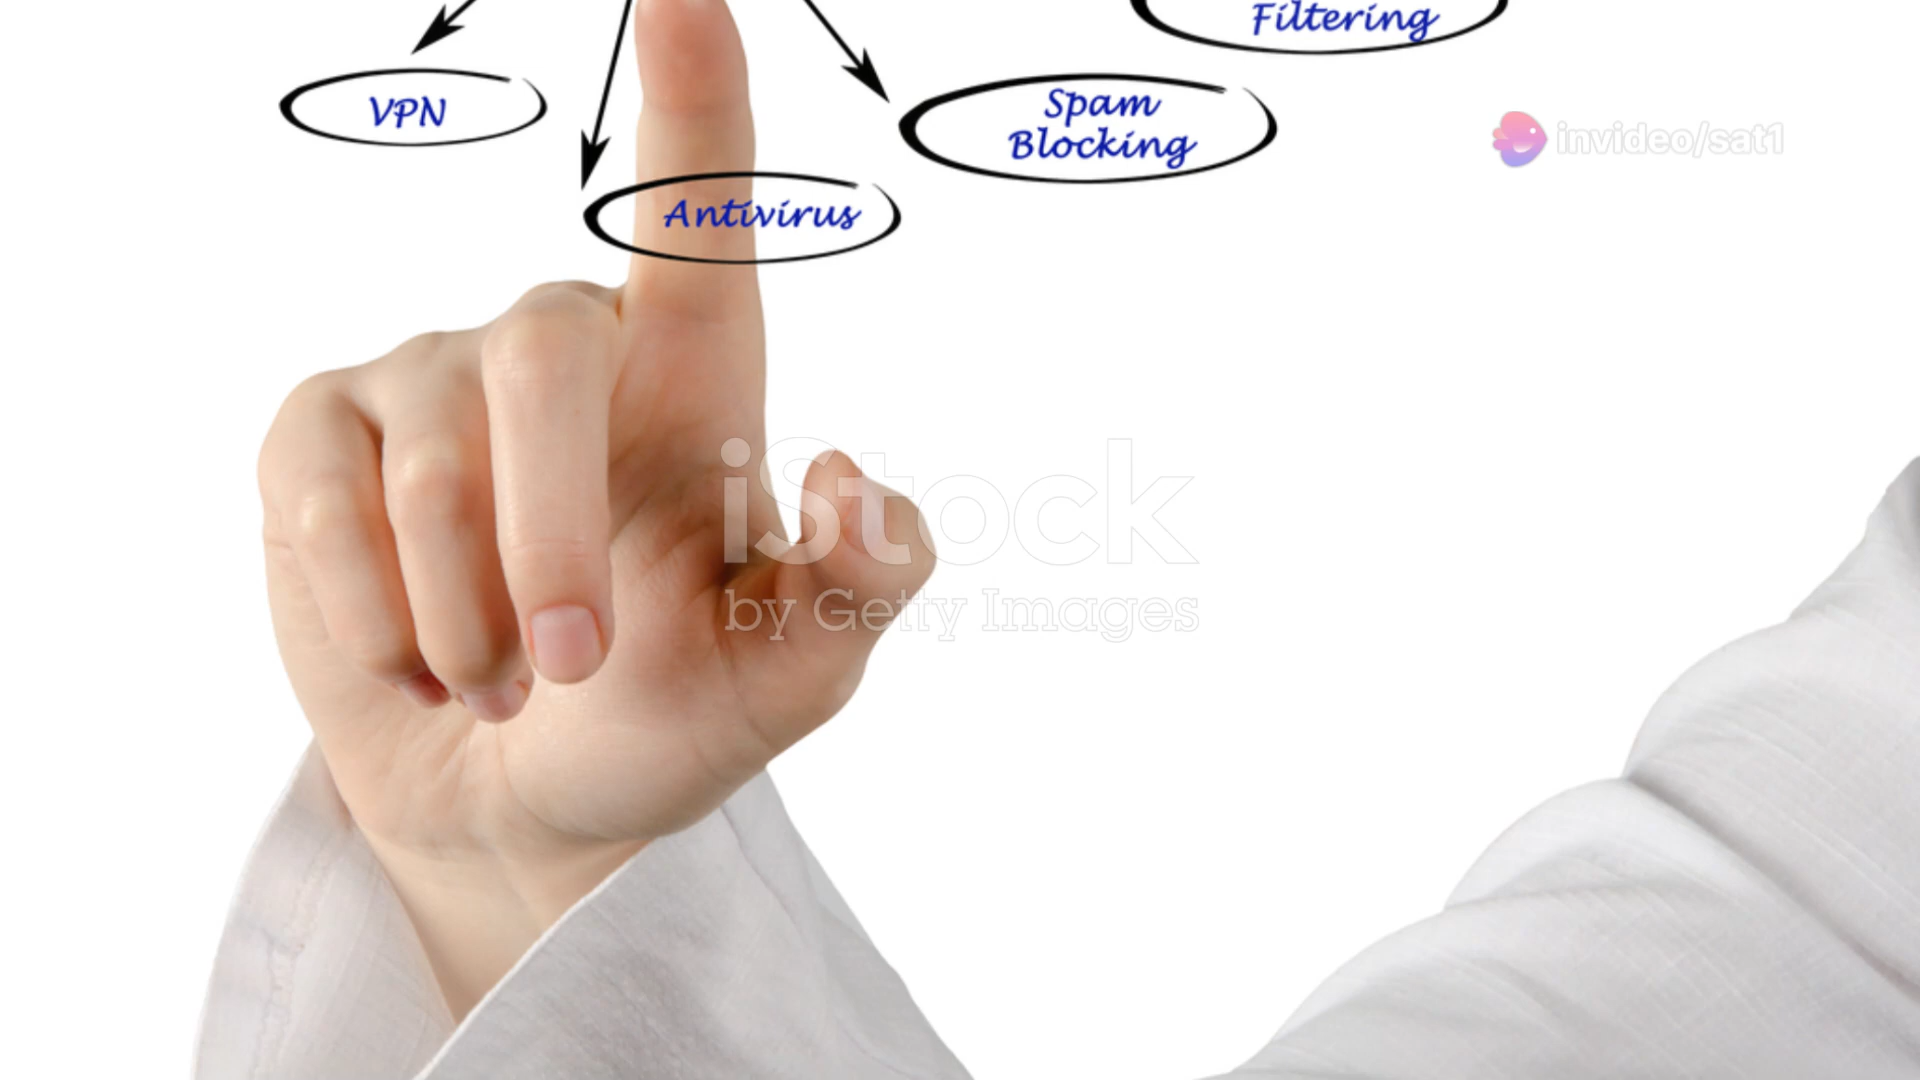 Filtering
VPN
Spam
Blocking
invideo/sat1
Antivirus
iStock
by Getty Images